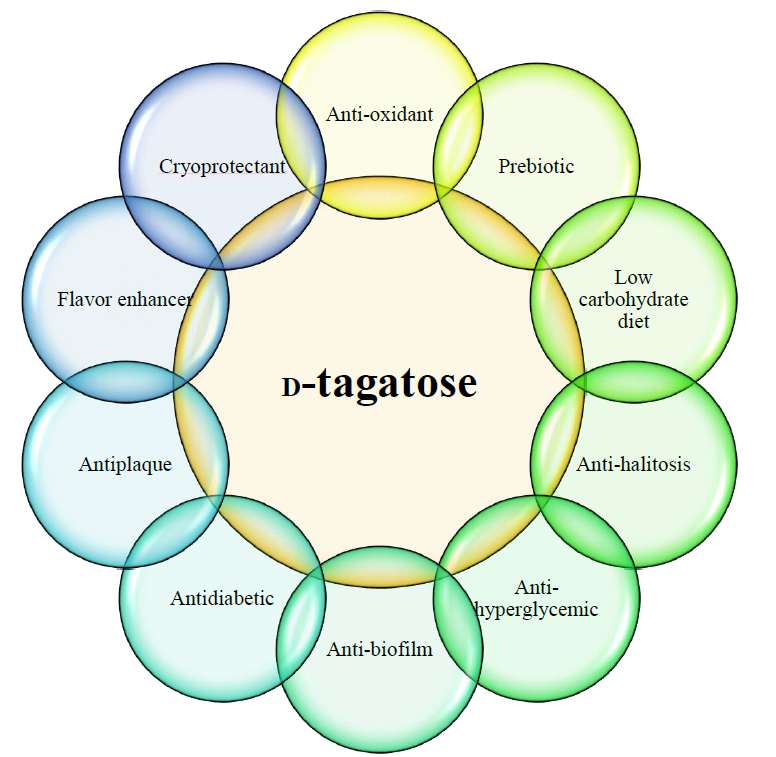 Anti-oxidant
Prebiotic
Low
carbohydrate
diet
Anti-halitosis
Anti-
hyperglycemic
Anti-biofilm
Antidiabetic
Antiplaque
Flavor enhancer
Cryoprotectant
D-tagatose